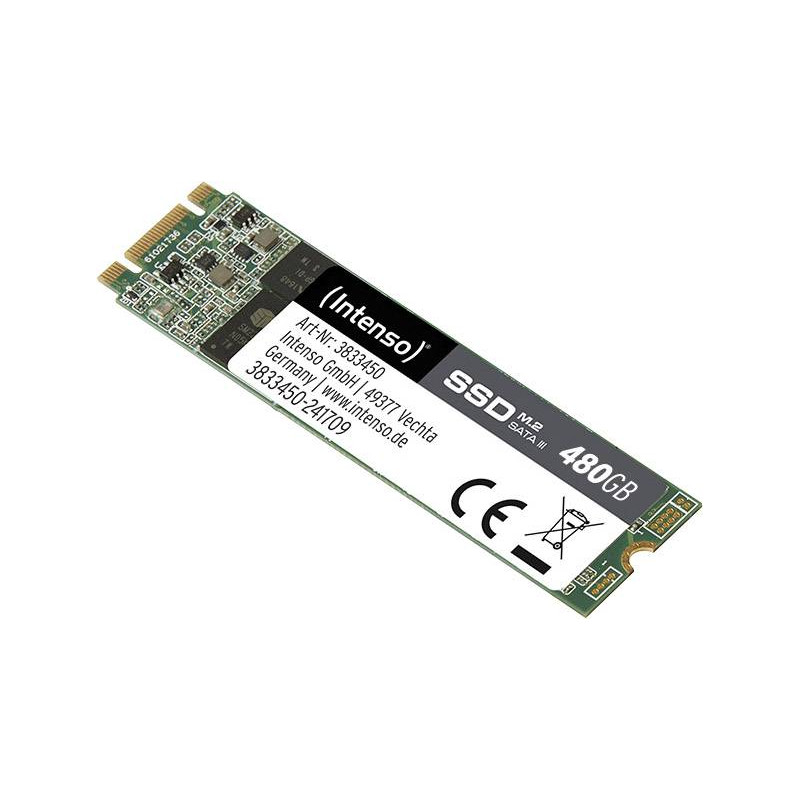 61021736
(Intenso)®
Art-Nr: 3833450
Intenso GmbH | 49377 Vechta
Germany | www.intenso.de
3833450-241709
SSD M.2
SATA III
480GB
CE